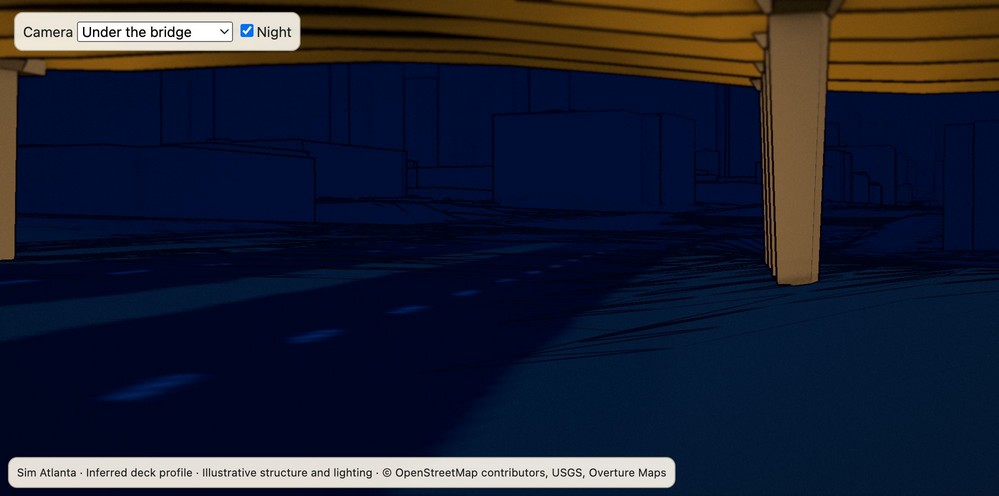 Camera Under the bridge Night
Sim Atlanta · Inferred deck profile · Illustrative structure and lighting · © OpenStreetMap contributors, USGS, Overture Maps